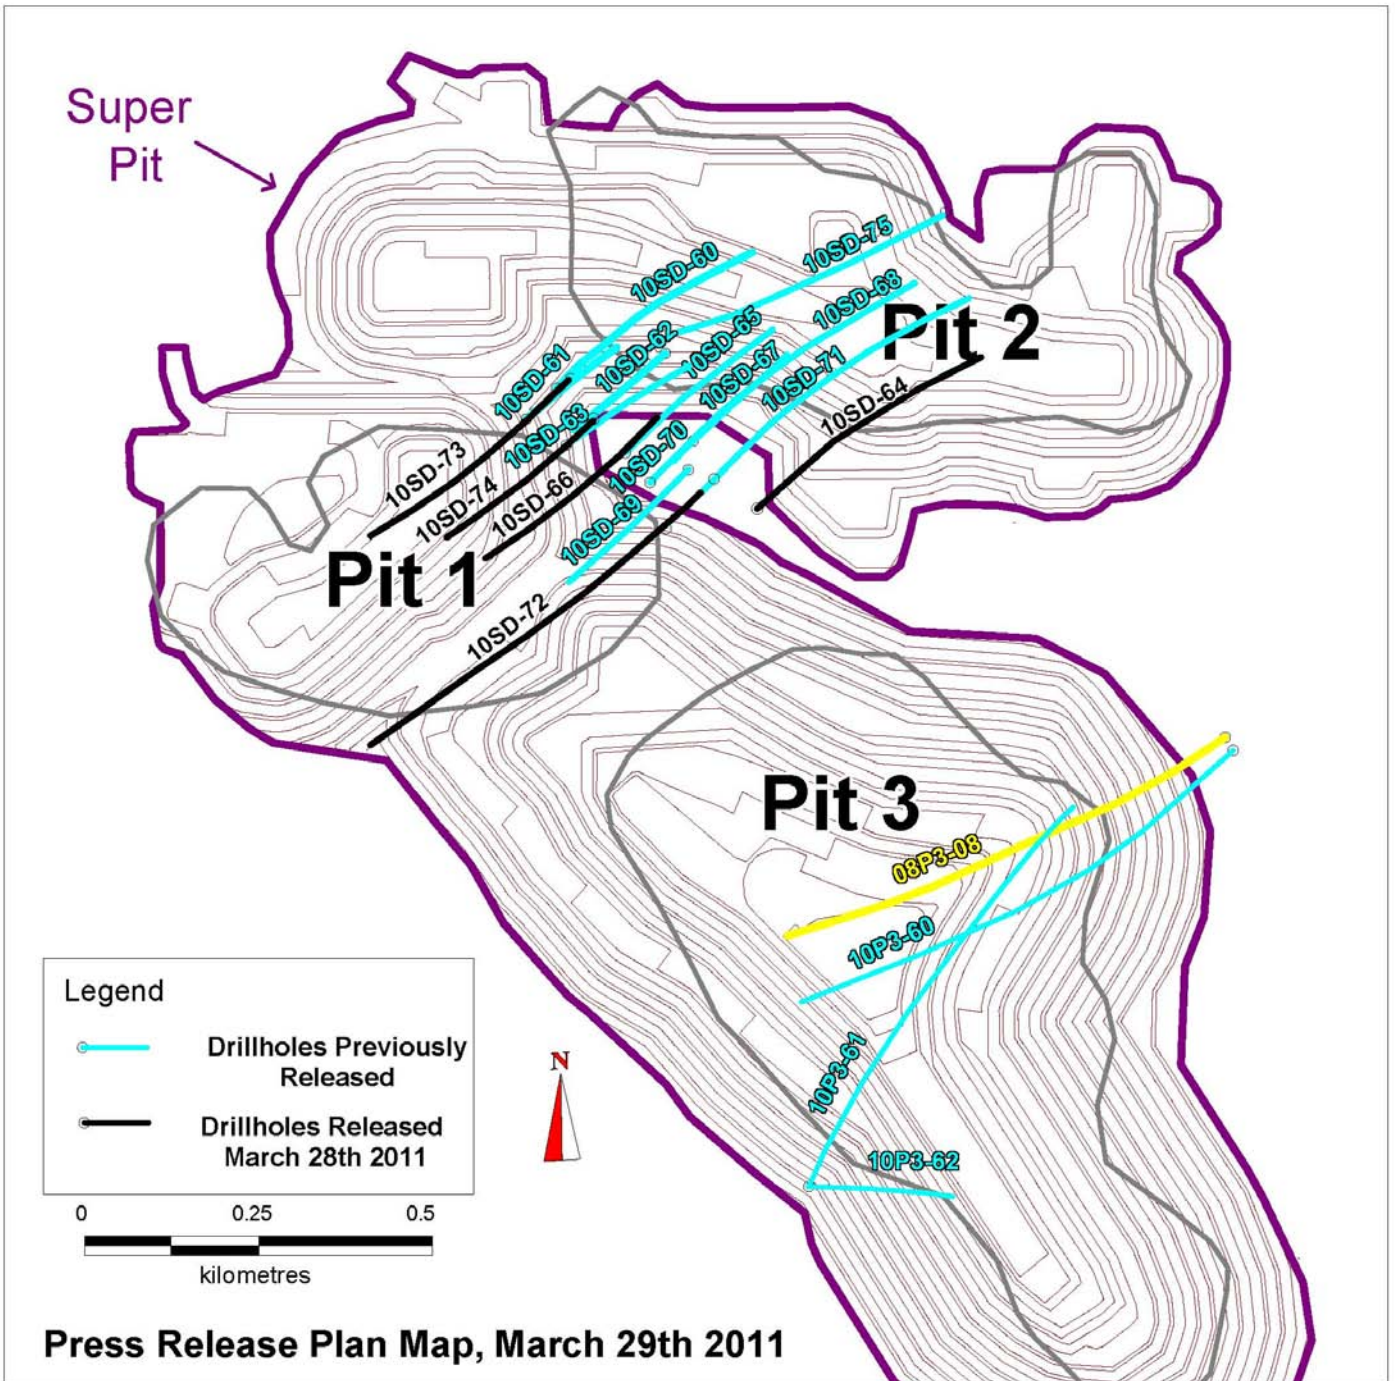 Super
Pit
10SD-60
10SD-75
10SD-68
10SD-65
10SD-62
10SD-61
10SD-67
10SD-71
Pit 2
10SD-64
10SD-63
10SD-70
10SD-73
10SD-74
10SD-66
10SD-69
Pit 1
10SD-72
Pit 3
08P3-08
10P3-60
10P3-61
10P3-62
Legend
Drillholes Previously
Released
Drillholes Released
March 28th 2011
N
0 0.25 0.5
kilometres
Press Release Plan Map, March 29th 2011